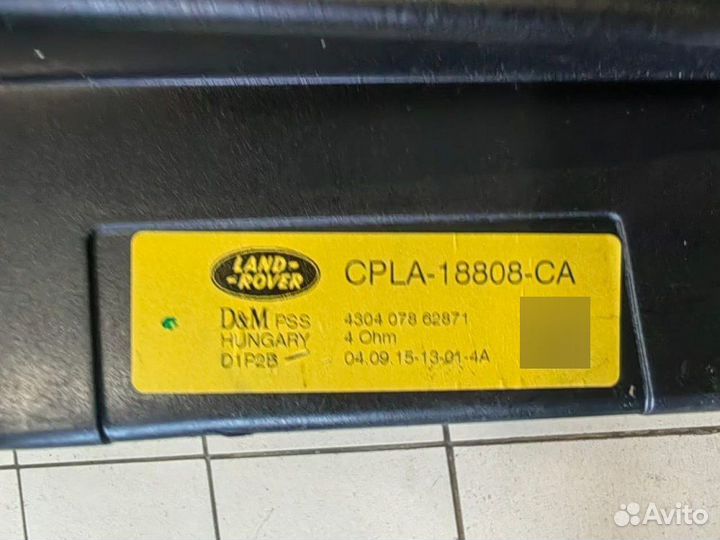 LAND-
-ROVER
CPLA-18808-CA
D&M PSS
4304 078 62871
HUNGARY
4 Ohm
D1P2B
04.09.15-13-01-4A
Avito